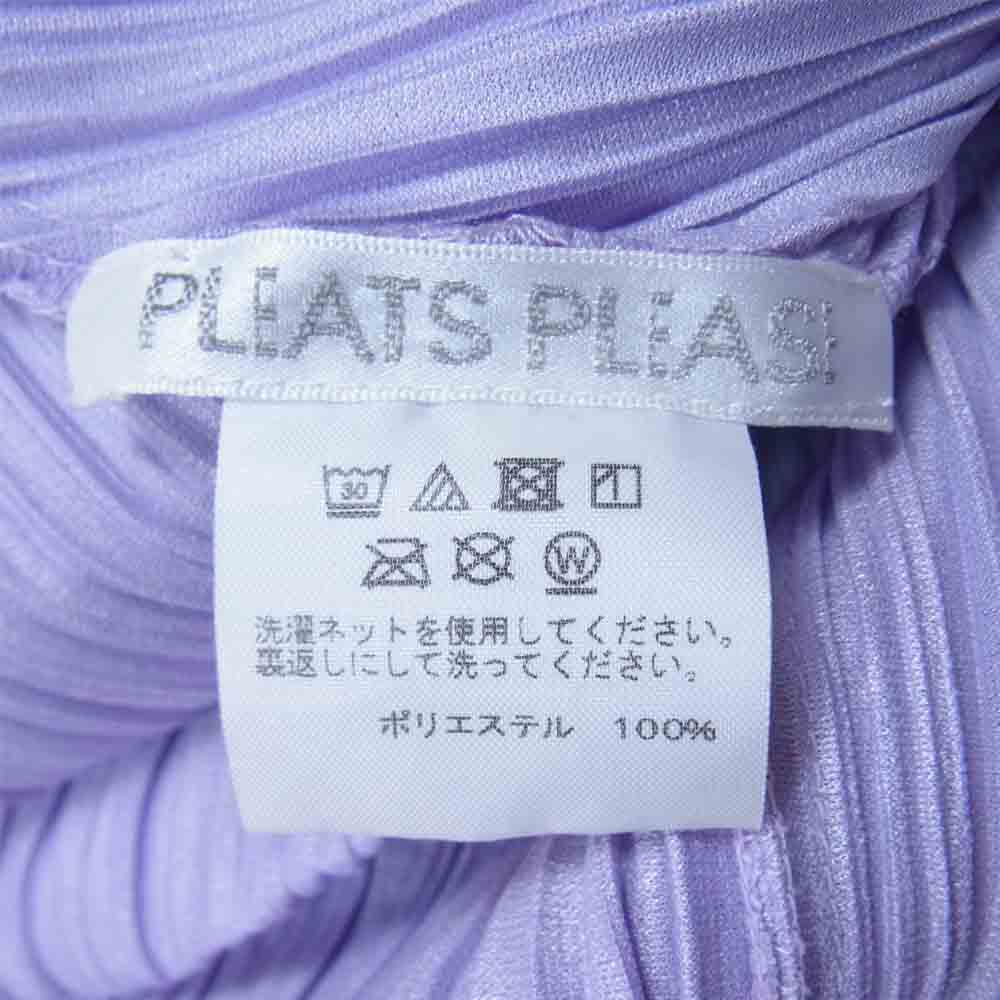 PLEATS PLEASE
30
W
洗濯ネットを使用してください。
裏返しにして洗ってください。
ポリエステル 100%